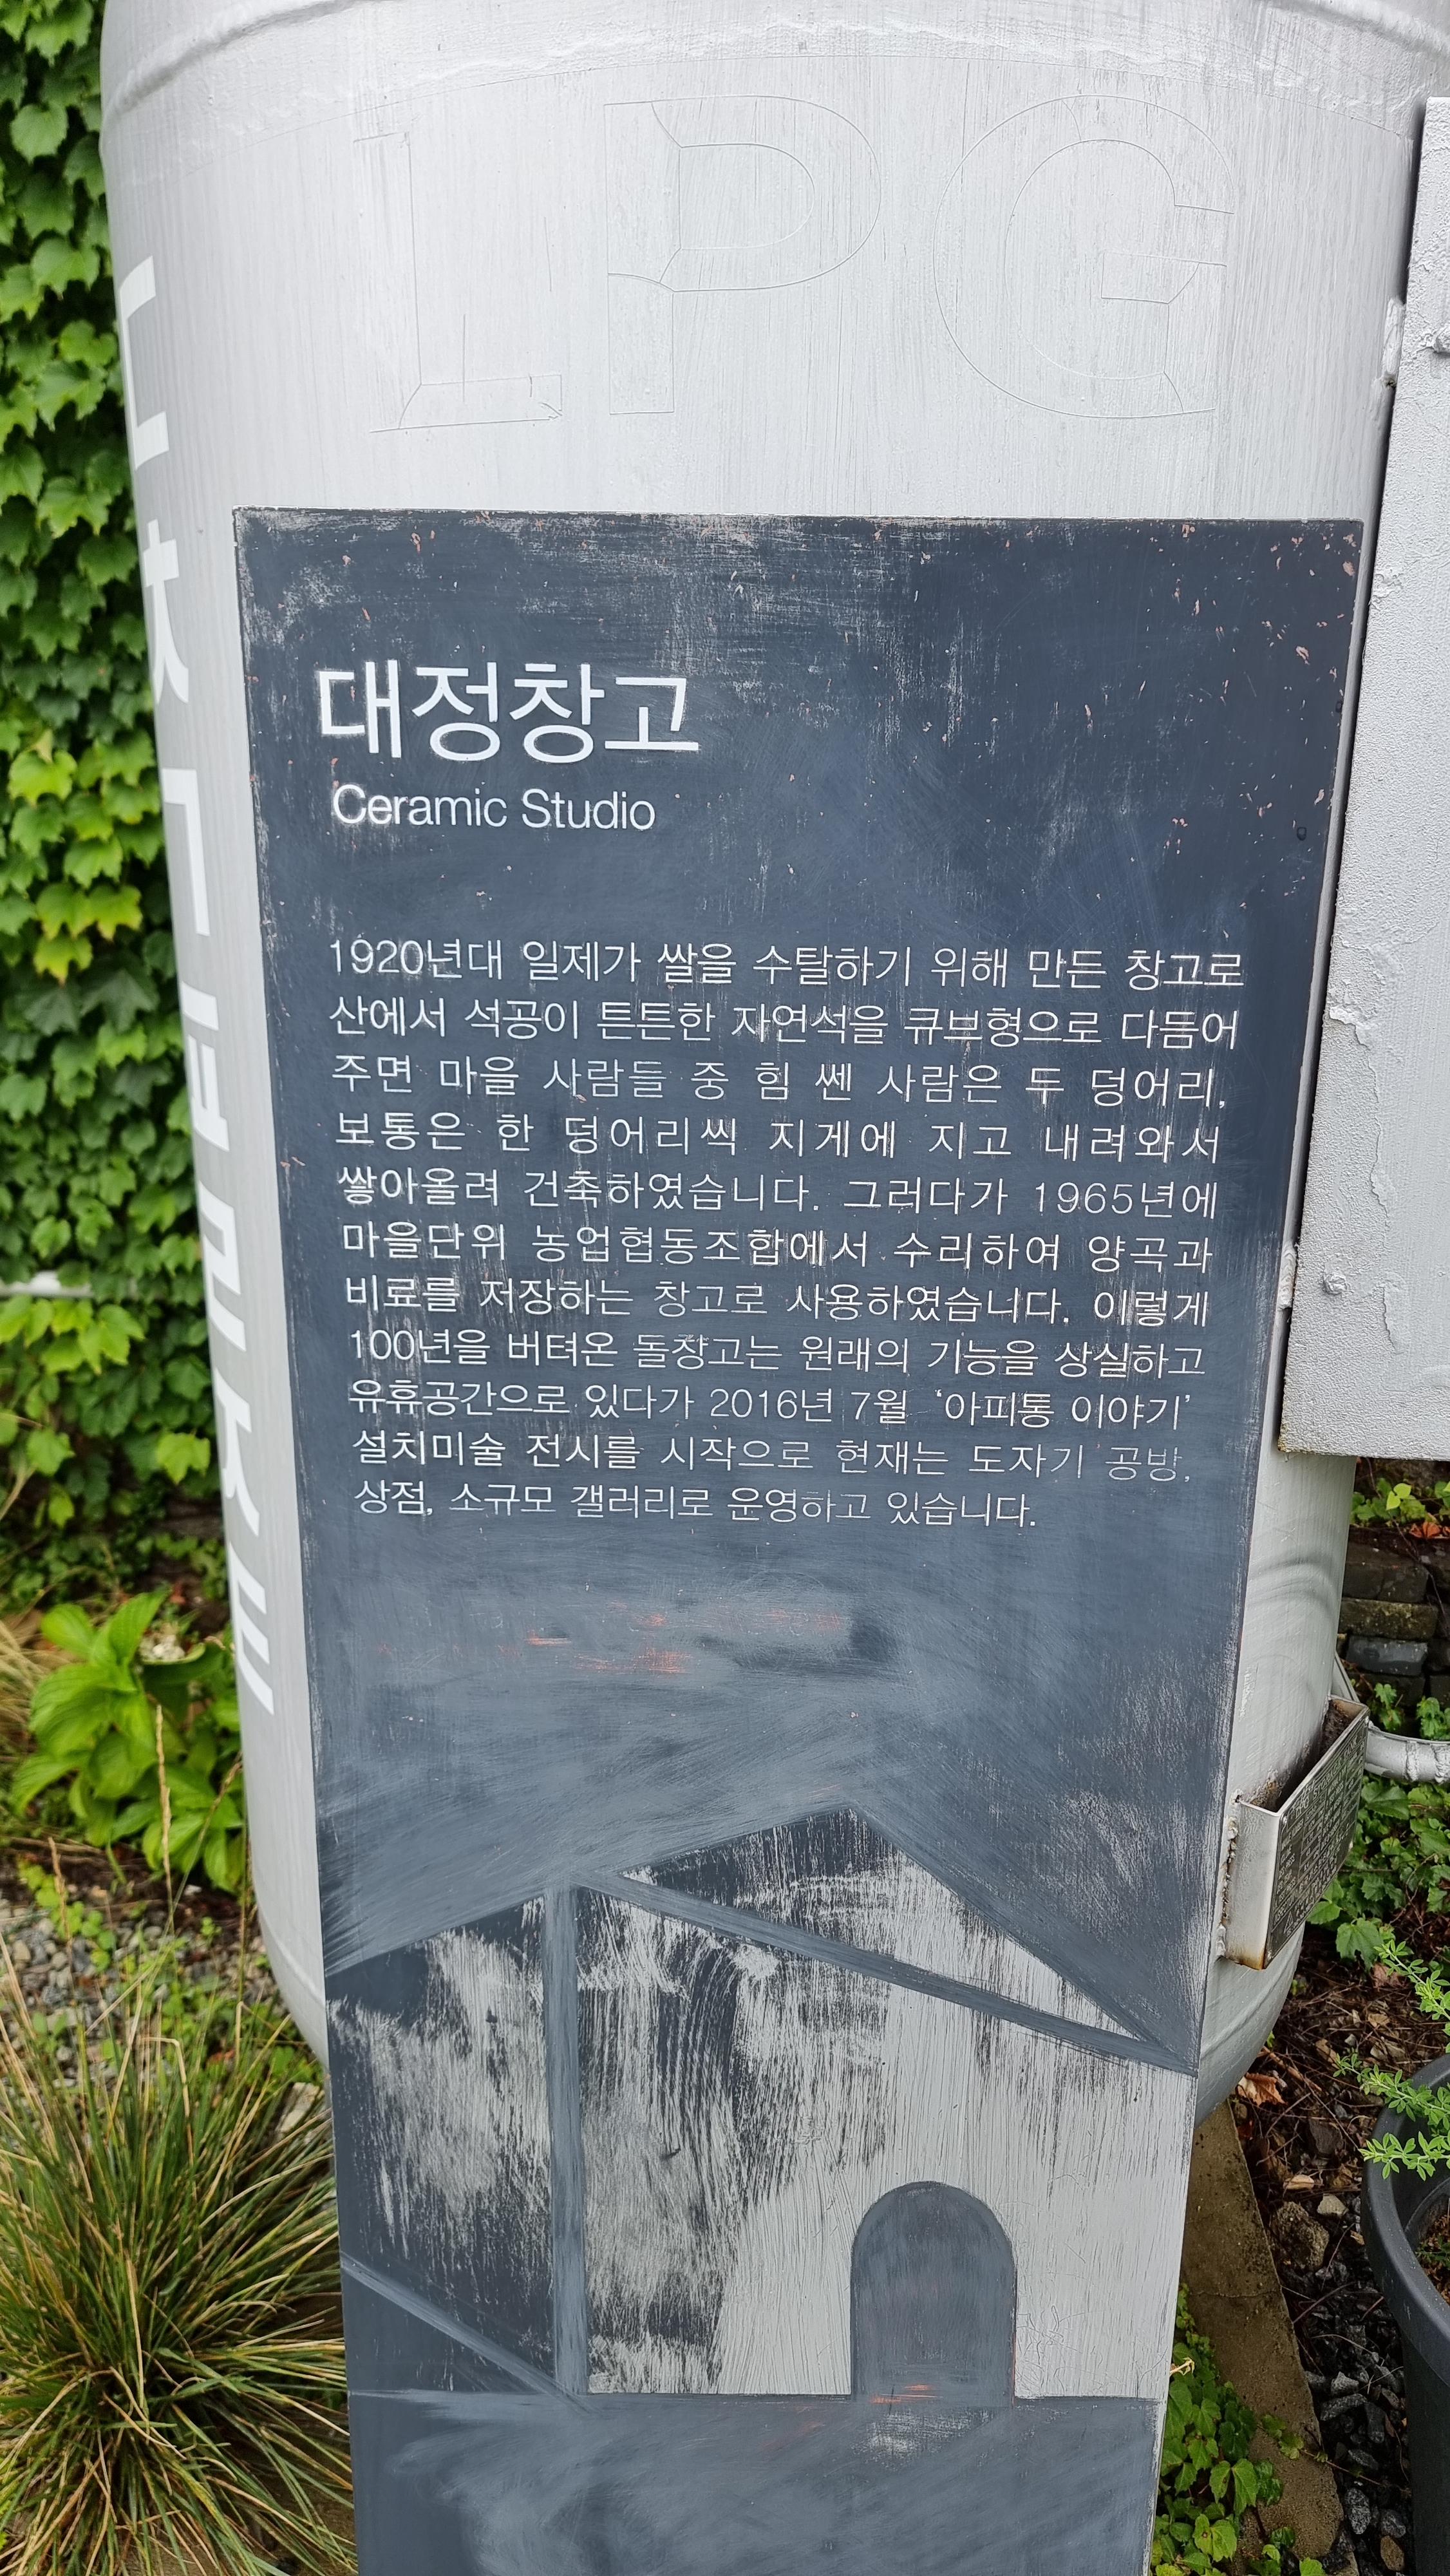 LPG
대정창고
Ceramic Studio
1920년대 일제가 쌀을 수탈하기 위해 만든 창고로
산에서 석공이 튼튼한 자연석을 큐브형으로 다듬어
주면 마을 사람들 중 힘 쎈 사람은 두 덩어리,
보통은 한 덩어리씩 지게에 지고 내려와서
쌓아올려 건축하였습니다. 그러다가 1965년에
마을단위 농업협동조합에서 수리하여 양곡과
비료를 저장하는 창고로 사용하였습니다. 이렇게
100년을 버텨온 돌창고는 원래의 기능을 상실하고
유휴공간으로 있다가 2016년 7월 ‘아피통 이야기’
설치미술 전시를 시작으로 현재는 도자기 공방,
상점, 소규모 갤러리로 운영하고 있습니다.